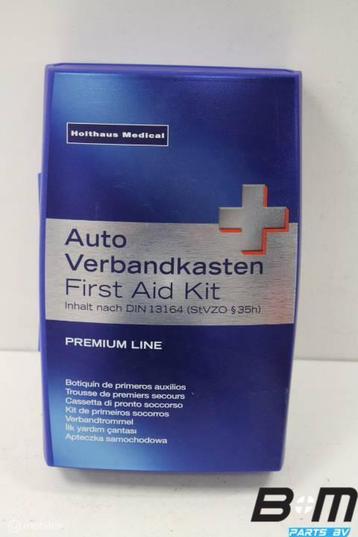 Holthaus Medical
Auto
Verbandkasten
First Aid Kit
Inhalt nach DIN 13164 (StVZO § 35h)
PREMIUM LINE
Botiquin de primeros auxilios
Trousse de premiers secours
Cassetta di pronto soccorso
Kit de primeiros socorros
Verbandtrommel
İlk yardım çantası
Apteczka samochodowa
B M
PARTS BV